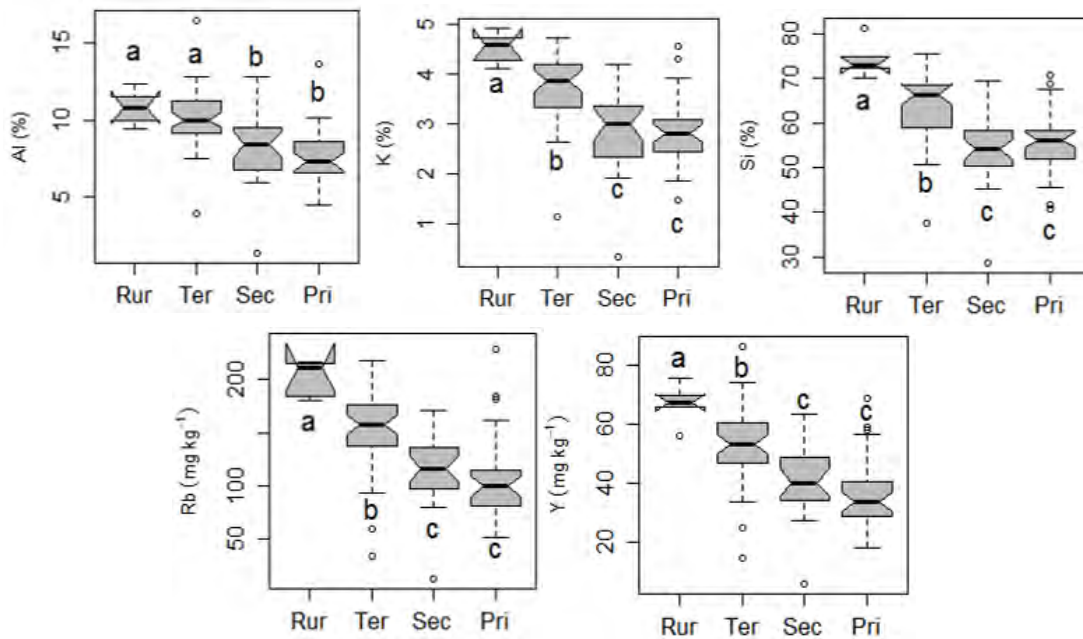 Al (%)
15
10
5
a
a
b
b
Rur Ter Sec Pri
K (%)
5
4
3
2
1
a
b
c
c
Rur Ter Sec Pri
Si (%)
80
70
60
50
40
30
a
b
c
c
Rur Ter Sec Pri
Rb (mg kg⁻¹)
200
100
50
a
b
c
c
Rur Ter Sec Pri
Y (mg kg⁻¹)
80
60
40
20
a
b
c
c
Rur Ter Sec Pri